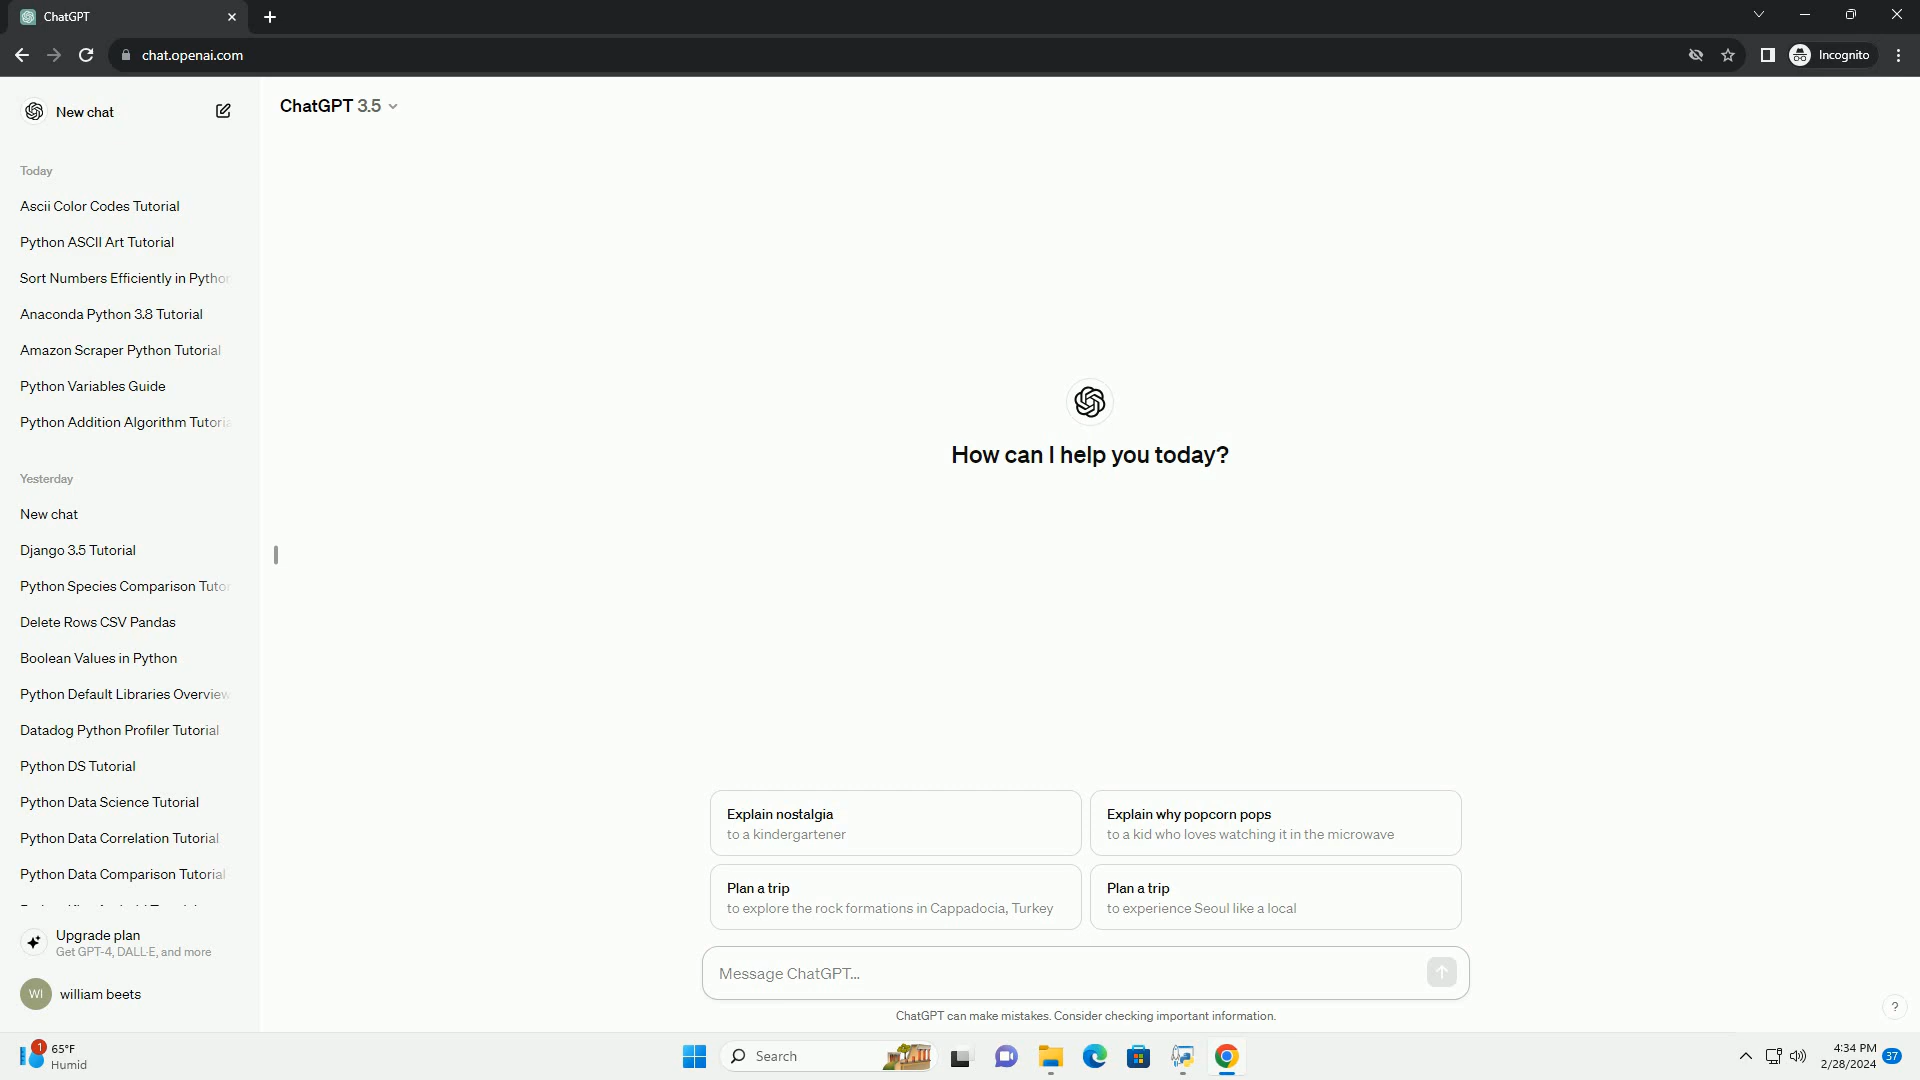 ChatGPT
chat.openai.com
Incognito
New chat
ChatGPT 3.5
Today
Ascii Color Codes Tutorial
Python ASCII Art Tutorial
Sort Numbers Efficiently in Python
Anaconda Python 3.8 Tutorial
Amazon Scraper Python Tutorial
Python Variables Guide
Python Addition Algorithm Tutoria
Yesterday
New chat
Django 3.5 Tutorial
Python Species Comparison Tutor
Delete Rows CSV Pandas
Boolean Values in Python
Python Default Libraries Overview
Datadog Python Profiler Tutorial
Python DS Tutorial
Python Data Science Tutorial
Python Data Correlation Tutorial
Python Data Comparison Tutorial
Upgrade plan
Get GPT-4, DALL·E, and more
WI
william beets
How can I help you today?
Explain nostalgia
to a kindergartener
Explain why popcorn pops
to a kid who loves watching it in the microwave
Plan a trip
to explore the rock formations in Cappadocia, Turkey
Plan a trip
to experience Seoul like a local
Message ChatGPT...
ChatGPT can make mistakes. Consider checking important information.
?
1
65°F
Humid
Search
4:34 PM
2/28/2024
37